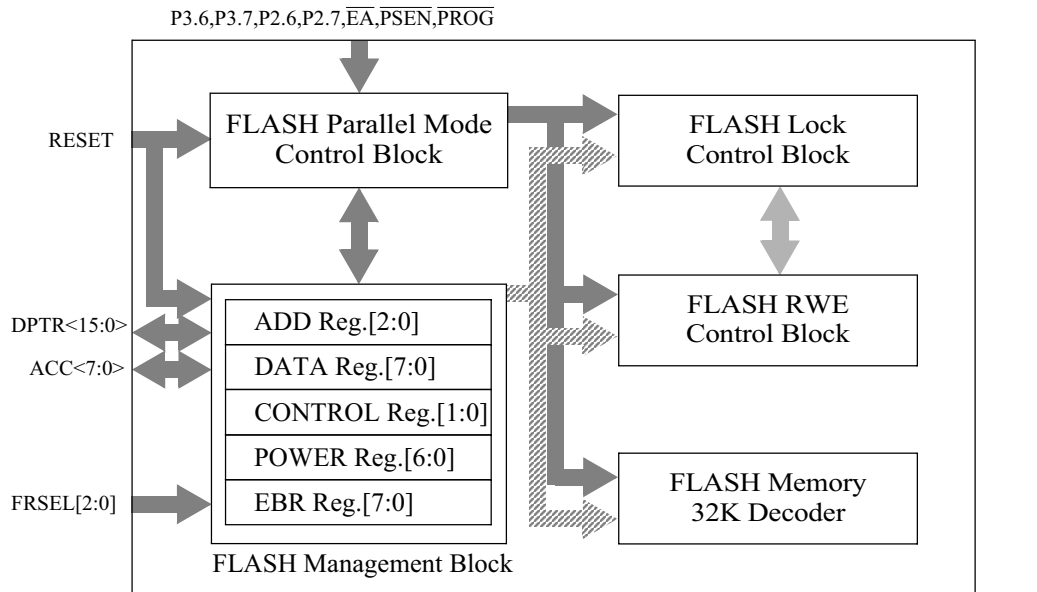 P3.6,P3.7,P2.6,P2.7,E̅A̅,P̅S̅E̅N̅,P̅R̅O̅G̅
RESET
FLASH Parallel Mode
Control Block
FLASH Lock
Control Block
DPTR<15:0>
ACC<7:0>
FRSEL[2:0]
ADD Reg.[2:0]
DATA Reg.[7:0]
CONTROL Reg.[1:0]
POWER Reg.[6:0]
EBR Reg.[7:0]
FLASH Management Block
FLASH RWE
Control Block
FLASH Memory
32K Decoder